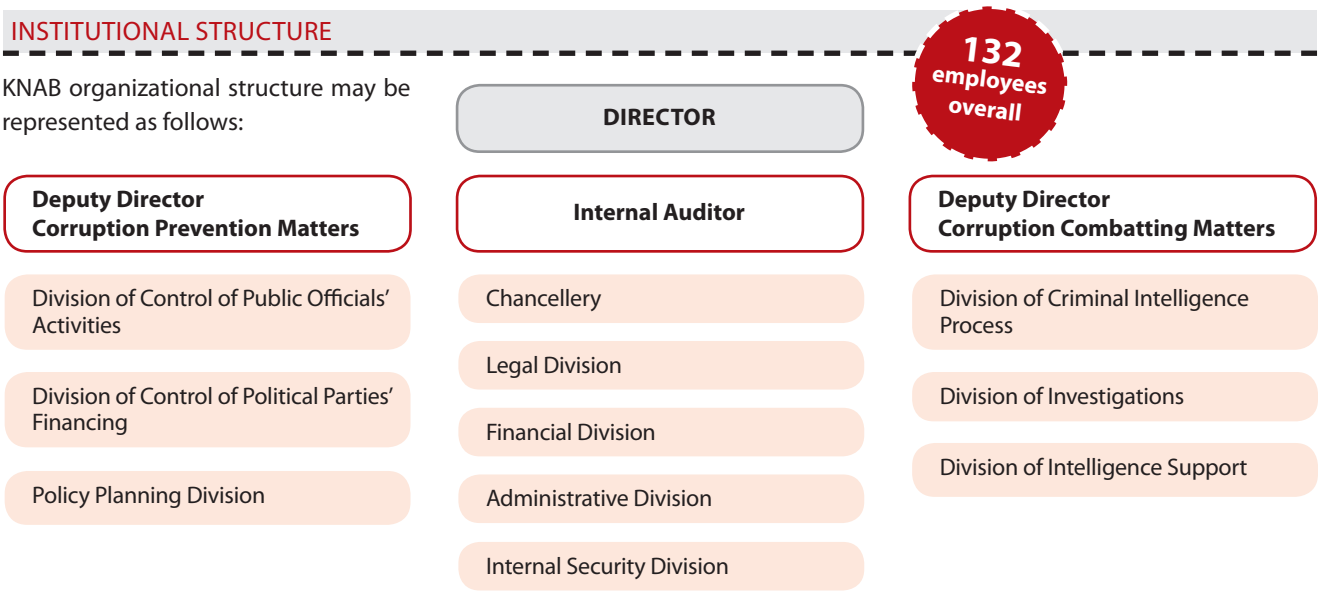 INSTITUTIONAL STRUCTURE
132
employees
overall
KNAB organizational structure may be
represented as follows:
DIRECTOR
Deputy Director
Corruption Prevention Matters
Division of Control of Public Officials’
Activities
Division of Control of Political Parties’
Financing
Policy Planning Division
Internal Auditor
Chancellery
Legal Division
Financial Division
Administrative Division
Internal Security Division
Deputy Director
Corruption Combatting Matters
Division of Criminal Intelligence
Process
Division of Investigations
Division of Intelligence Support